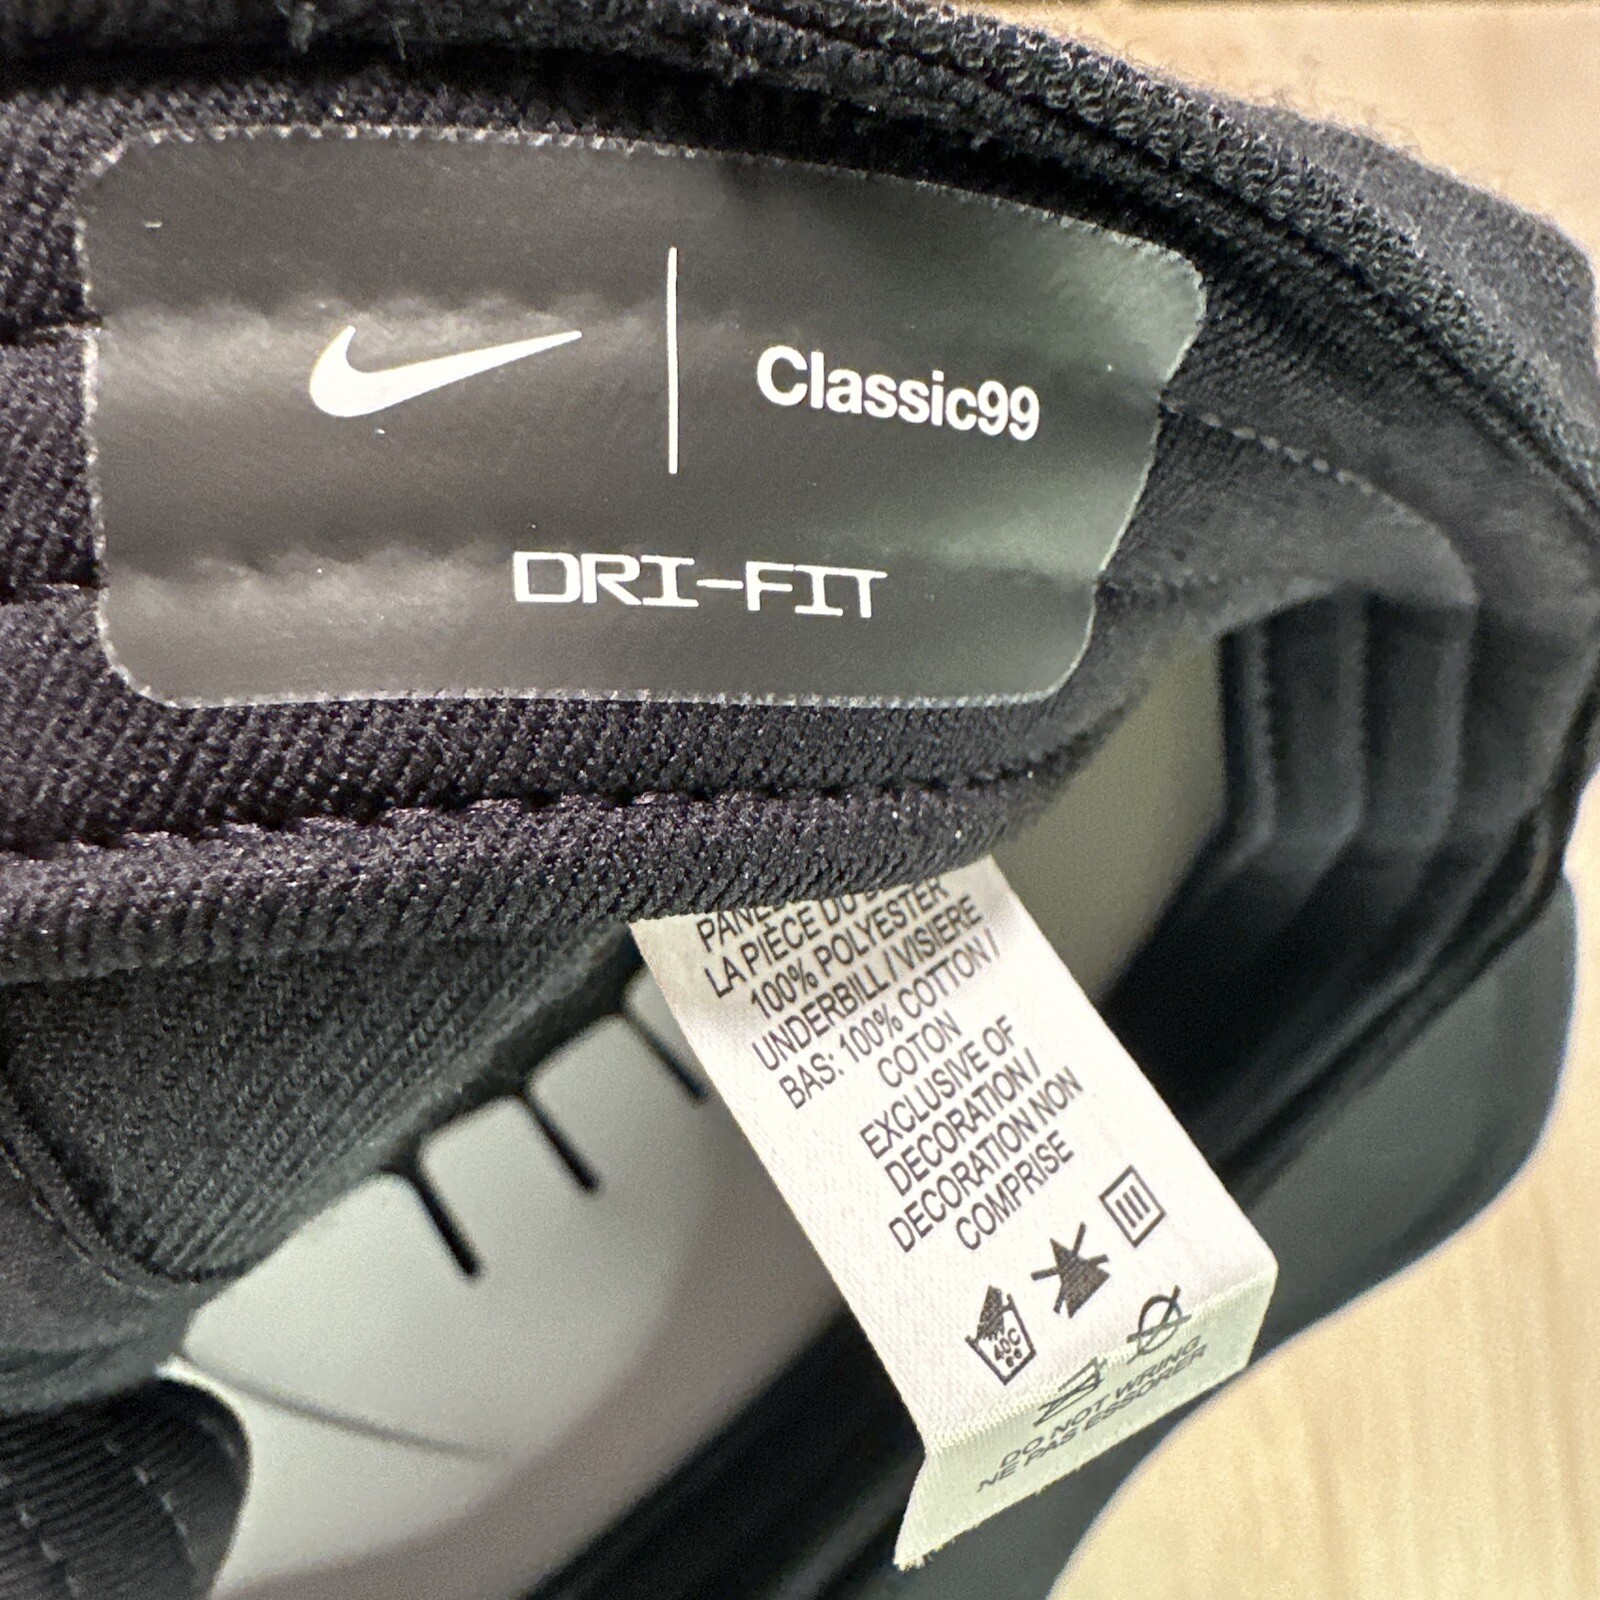 Classic99
DRI-FIT
LA PIÈCE DU
100% POLYESTER
UNDERBILL / VISIERE
BAS: 100% COTTON /
COTON
EXCLUSIVE OF
DECORATION /
DECORATION NON
COMPRISE
40C
DO NOT WRING
NE PAS ESSORER